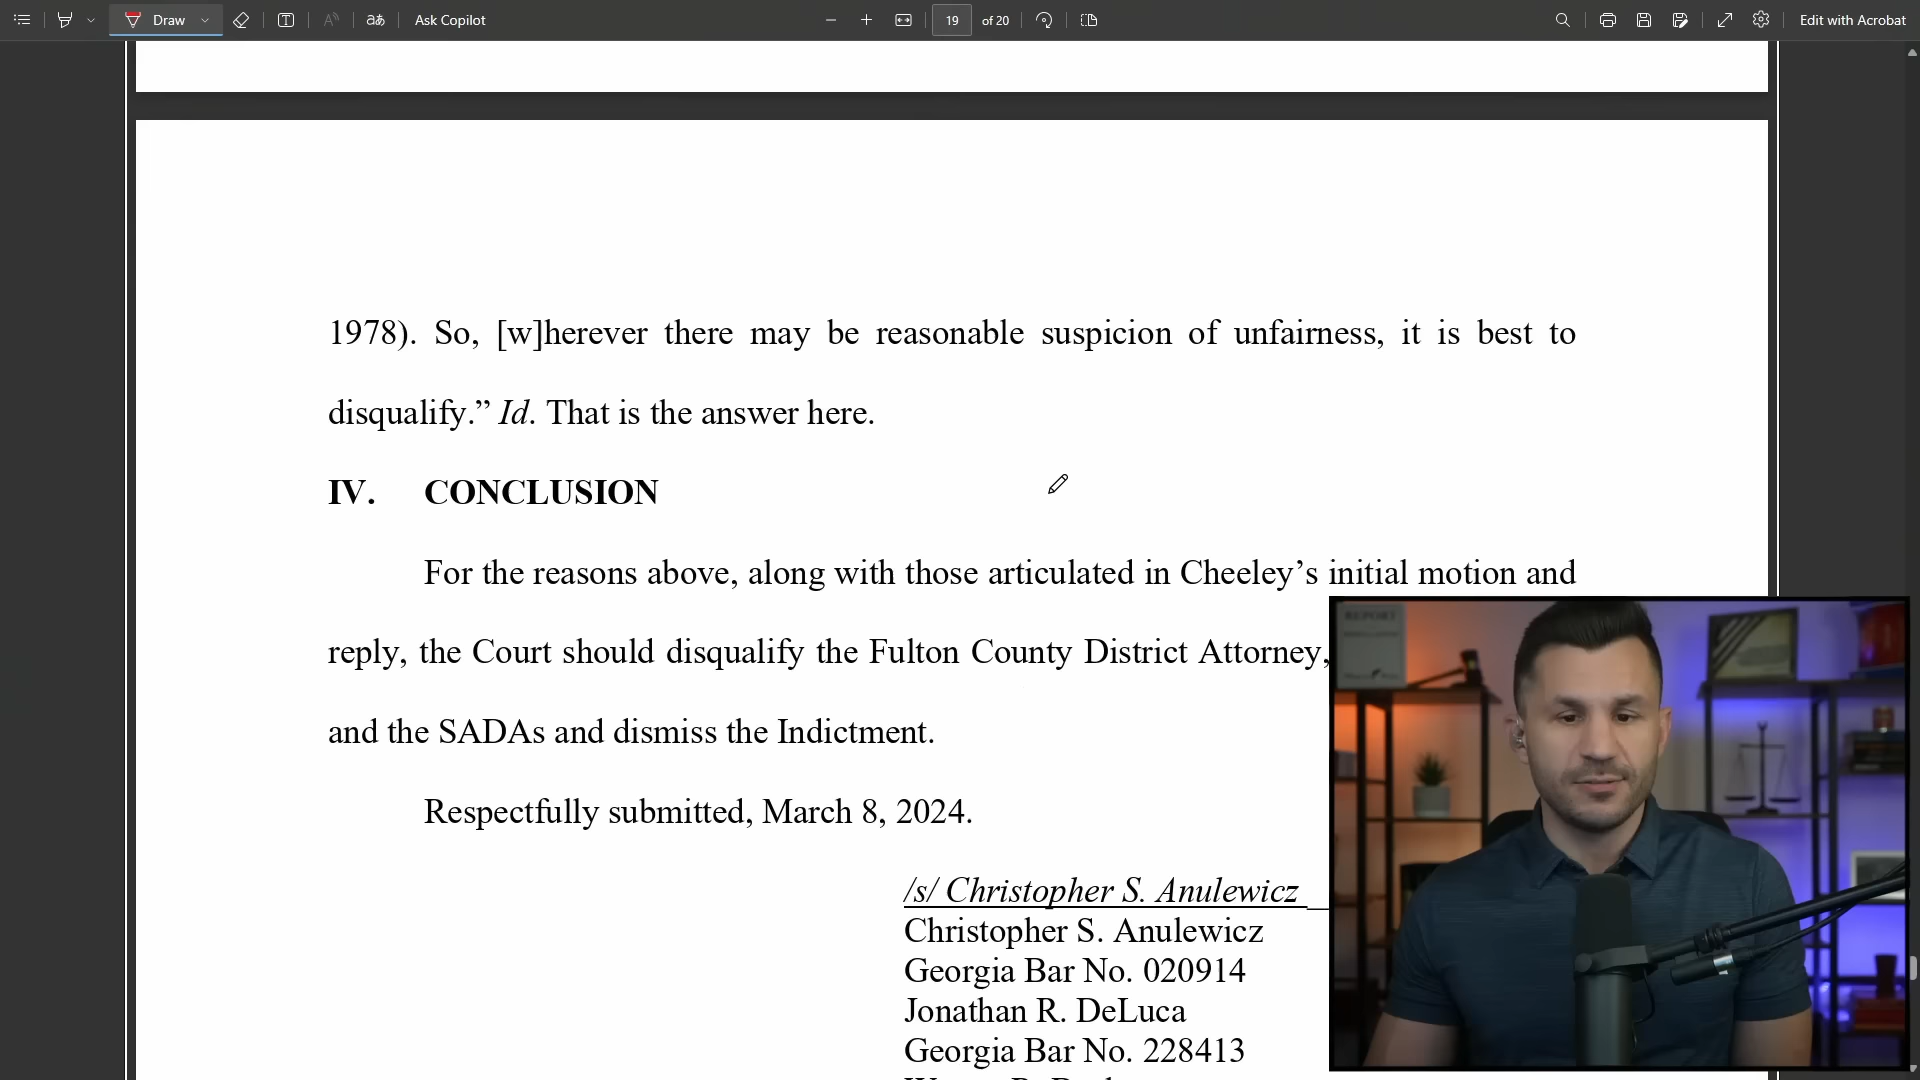 Draw
Ask Copilot
19 of 20
Edit with Acrobat
1978). So, [w]herever there may be reasonable suspicion of unfairness, it is best to
disqualify.” Id. That is the answer here.
IV. CONCLUSION
For the reasons above, along with those articulated in Cheeley’s initial motion and
reply, the Court should disqualify the Fulton County District Attorney,
and the SADAs and dismiss the Indictment.
Respectfully submitted, March 8, 2024.
/s/ Christopher S. Anulewicz
Christopher S. Anulewicz
Georgia Bar No. 020914
Jonathan R. DeLuca
Georgia Bar No. 228413
REPORT